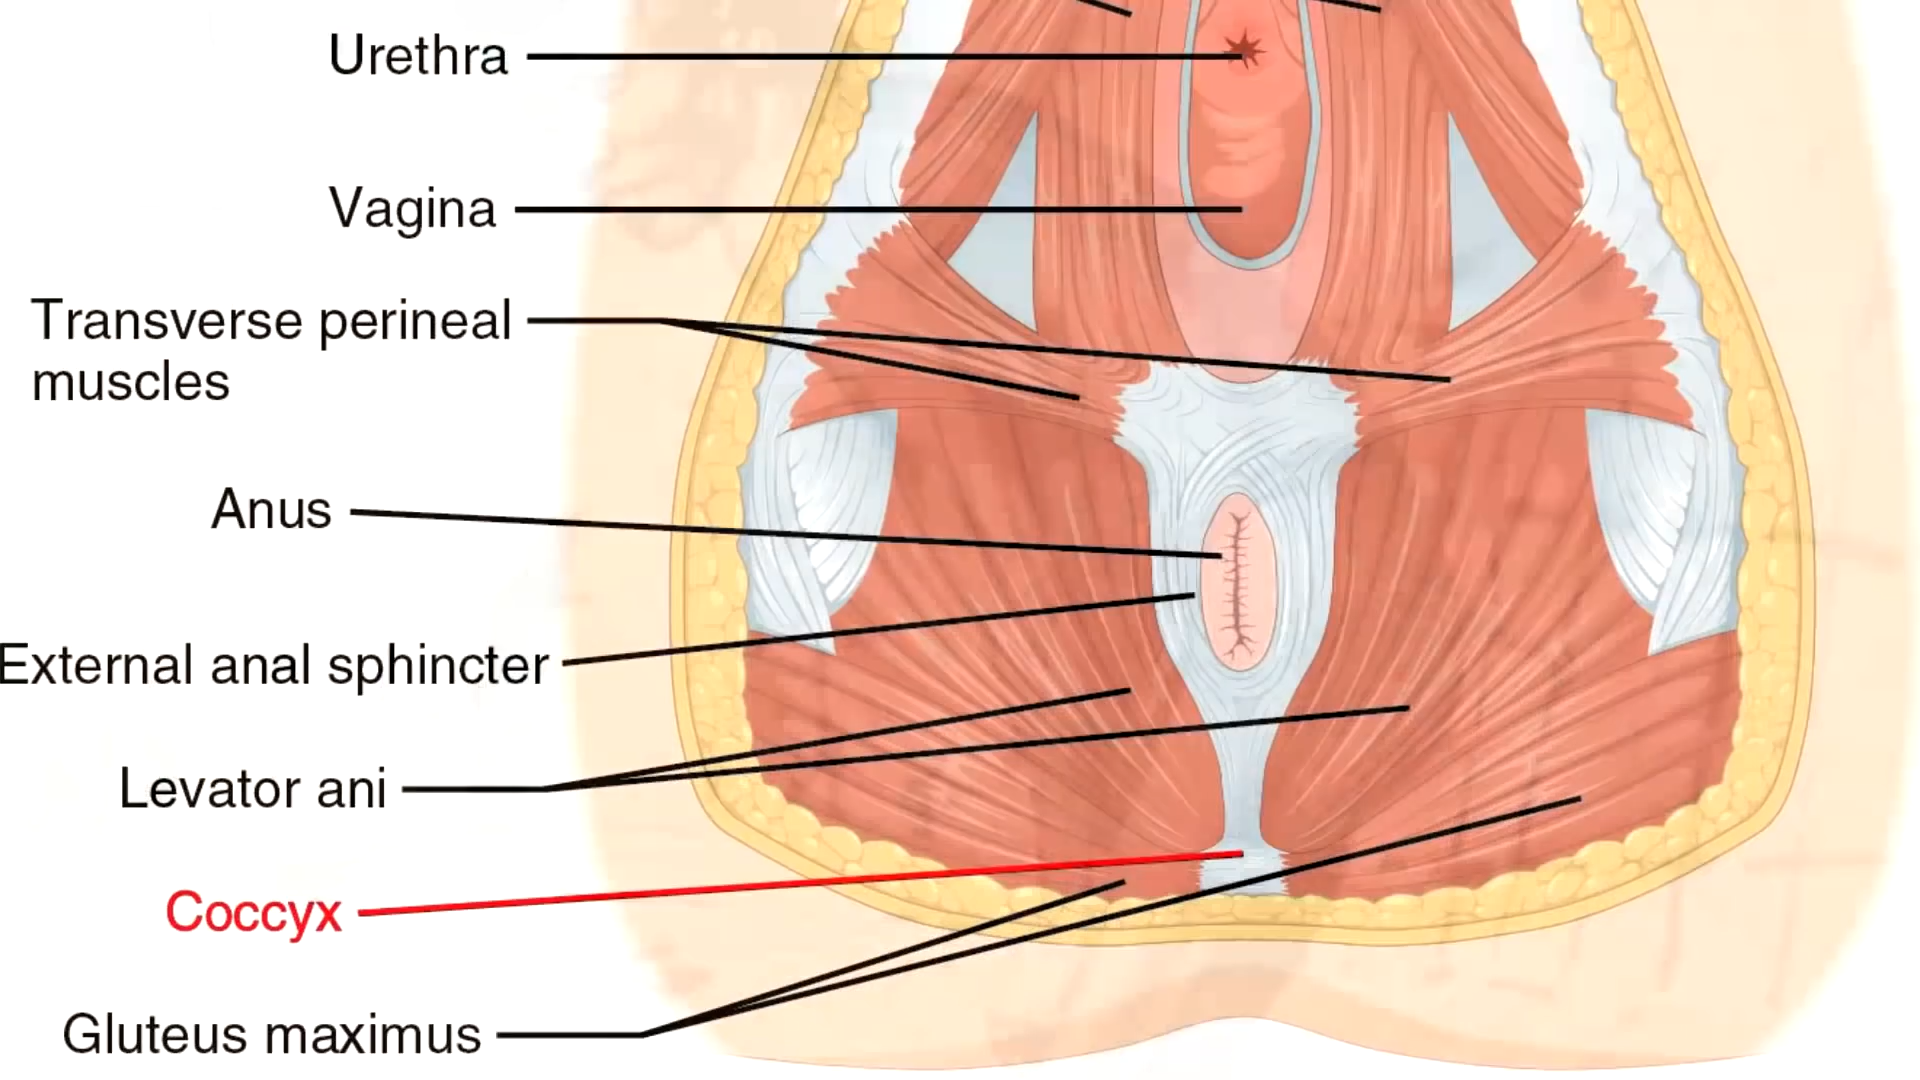 Urethra
Vagina
Transverse perineal
muscles
Anus
External anal sphincter
Levator ani
Coccyx
Gluteus maximus